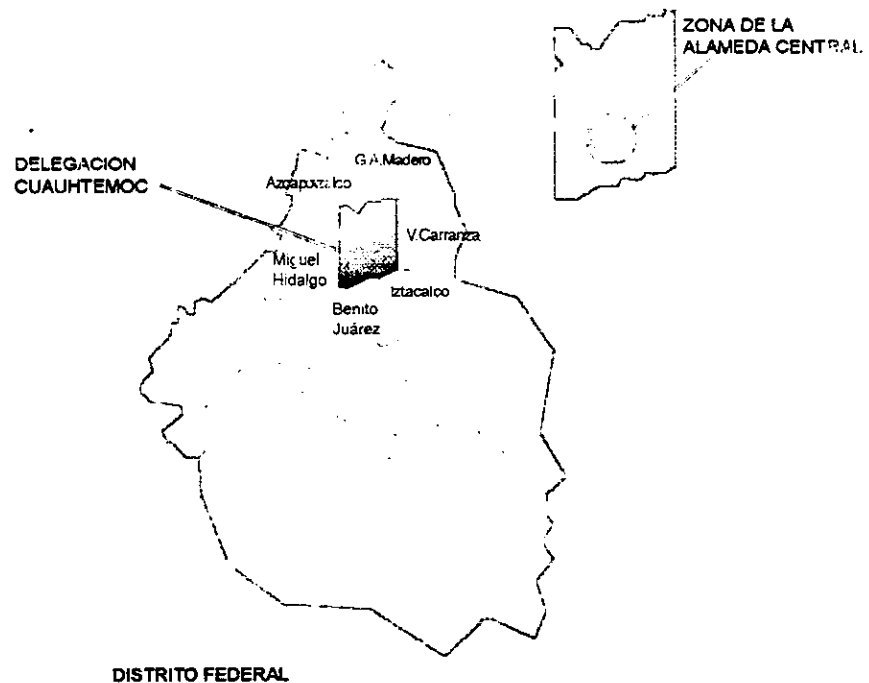 ZONA DE LA
ALAMEDA CENTRAL
DELEGACION
CUAUHTEMOC
G.A.Madero
Azcapotzalco
V.Carranza
Miguel
Hidalgo
Iztacalco
Benito
Juárez
DISTRITO FEDERAL